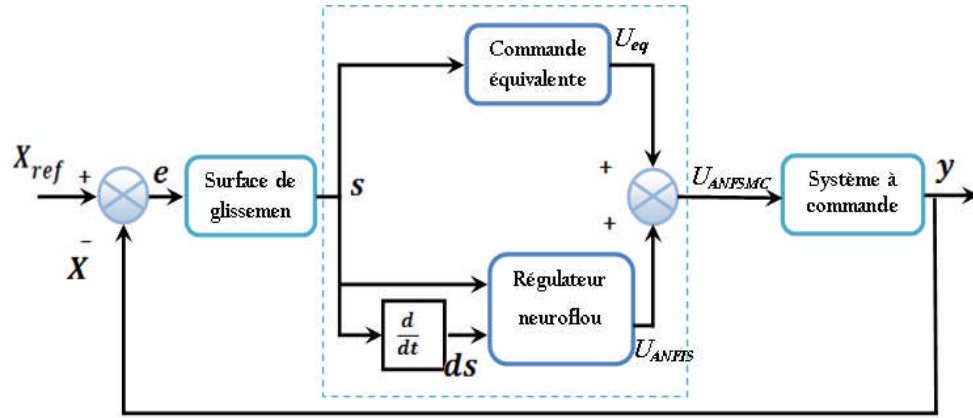 Commande
équivalente
U_eq
X_ref
+
e
-
X
Surface de
glissemen
s
+
+
U_ANFSMC
Système à
commande
y
Régulateur
neuroflou
d
dt
ds
U_ANFIS